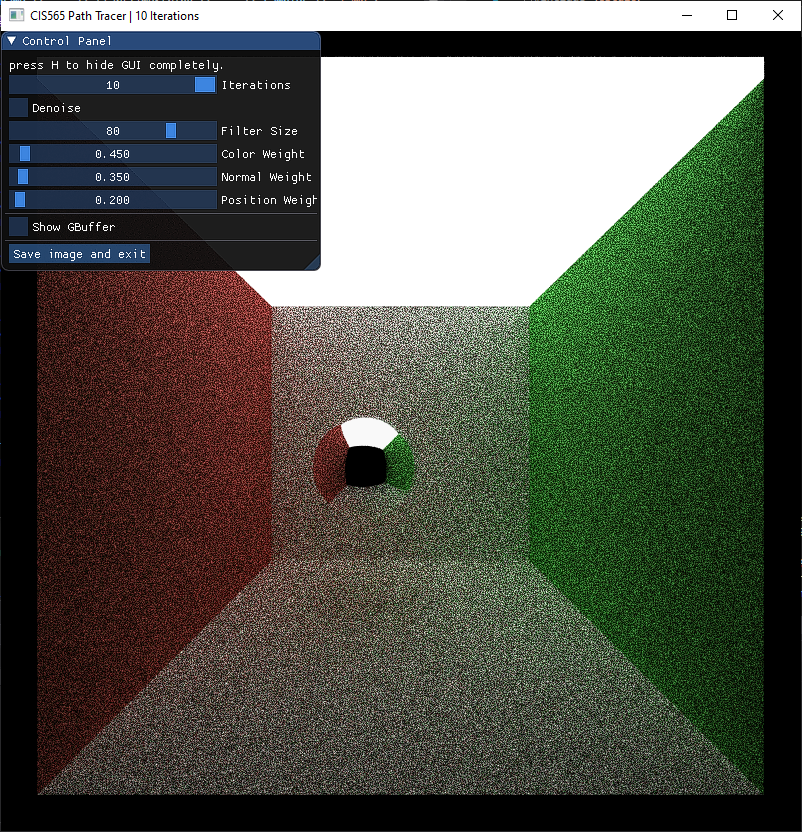 CIS565 Path Tracer | 10 Iterations
Control Panel
press H to hide GUI completely.
10 Iterations
Denoise
80 Filter Size
0.450 Color Weight
0.350 Normal Weight
0.200 Position Weigh
Show GBuffer
Save image and exit